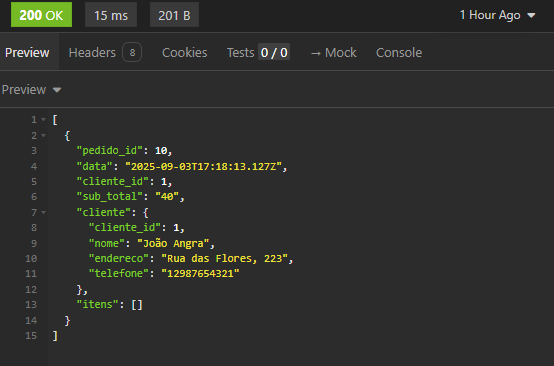 200 OK 15 ms 201 B 1 Hour Ago
Preview Headers 8 Cookies Tests 0 / 0 → Mock Console
Preview
1 [
2 {
3 "pedido_id": 10,
4 "data": "2025-09-03T17:18:13.127Z",
5 "cliente_id": 1,
6 "sub_total": "40",
7 "cliente": {
8 "cliente_id": 1,
9 "nome": "João Angra",
10 "endereco": "Rua das Flores, 223",
11 "telefone": "12987654321"
12 },
13 "itens": []
14 }
15 ]